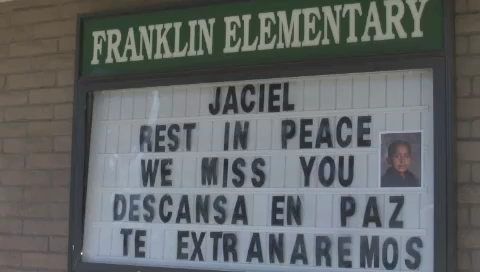 FRANKLIN ELEMENTARY
JACIEL
REST IN PEACE
WE MISS YOU
DESCANSA EN PAZ
TE EXTRANAREMOS